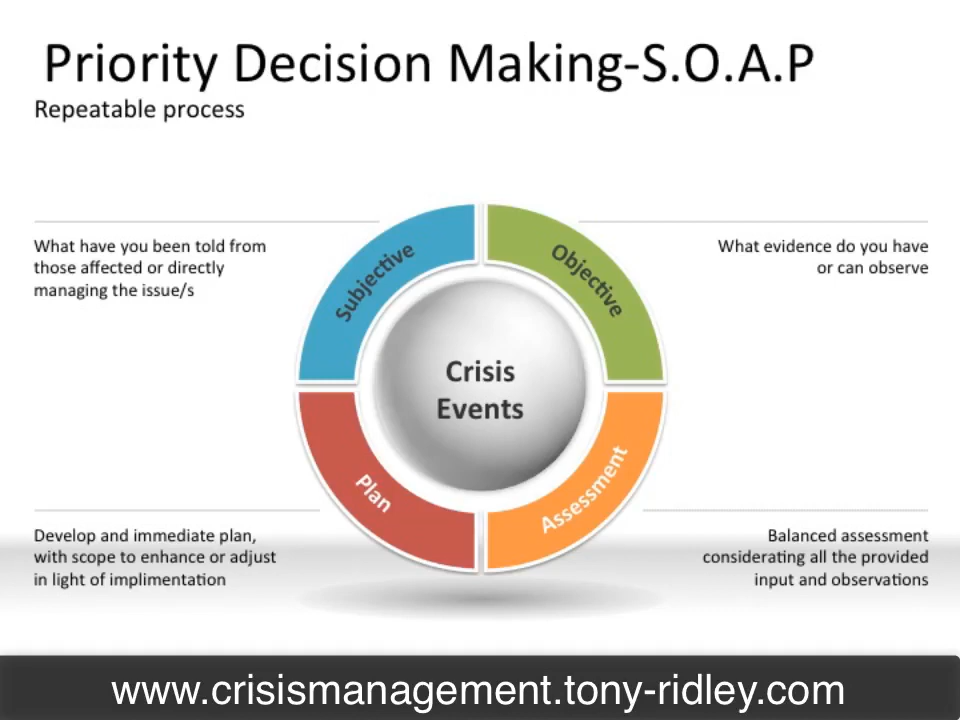 Priority Decision Making-S.O.A.P
Repeatable process
What have you been told from
those affected or directly
managing the issue/s
Subjective
Objective
What evidence do you have
or can observe
Crisis
Events
Plan
Assessment
Develop and immediate plan,
with scope to enhance or adjust
in light of implimentation
Balanced assessment
considerating all the provided
input and observations
www.crisismanagement.tony-ridley.com